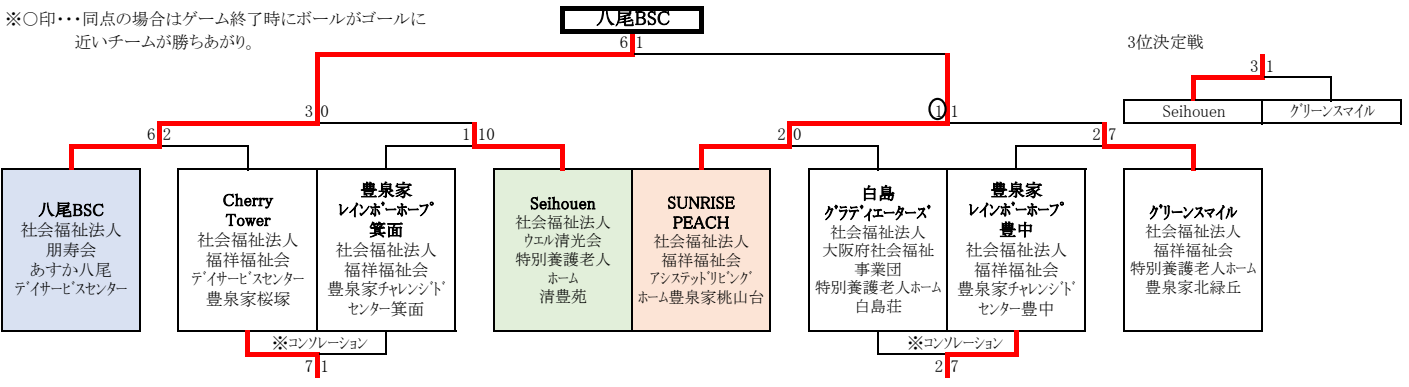 ※○印・・・同点の場合はゲーム終了時にボールがゴールに
近いチームが勝ちあがり。
八尾BSC
6 1
3位決定戦
3 1
Seihouen
グリーンスマイル
3 0
① 1
6 2
1 10
2 0
2 7
八尾BSC
社会福祉法人
朋寿会
あすか八尾
デイサービスセンター
Cherry
Tower
社会福祉法人
福祥福祉会
デイサービスセンター
豊泉家桜塚
豊泉家
レインボーホープ
箕面
社会福祉法人
福祥福祉会
豊泉家チャレンジド
センター箕面
Seihouen
社会福祉法人
ウエル清光会
特別養護老人
ホーム
清豊苑
SUNRISE
PEACH
社会福祉法人
福祥福祉会
アシステッドリビング
ホーム豊泉家桃山台
白島
グラディエーターズ
社会福祉法人
大阪府社会福祉
事業団
特別養護老人ホーム
白島荘
豊泉家
レインボーホープ
豊中
社会福祉法人
福祥福祉会
豊泉家チャレンジド
センター豊中
グリーンスマイル
社会福祉法人
福祥福祉会
特別養護老人ホーム
豊泉家北緑丘
※コンソレーション
7 1
※コンソレーション
2 7